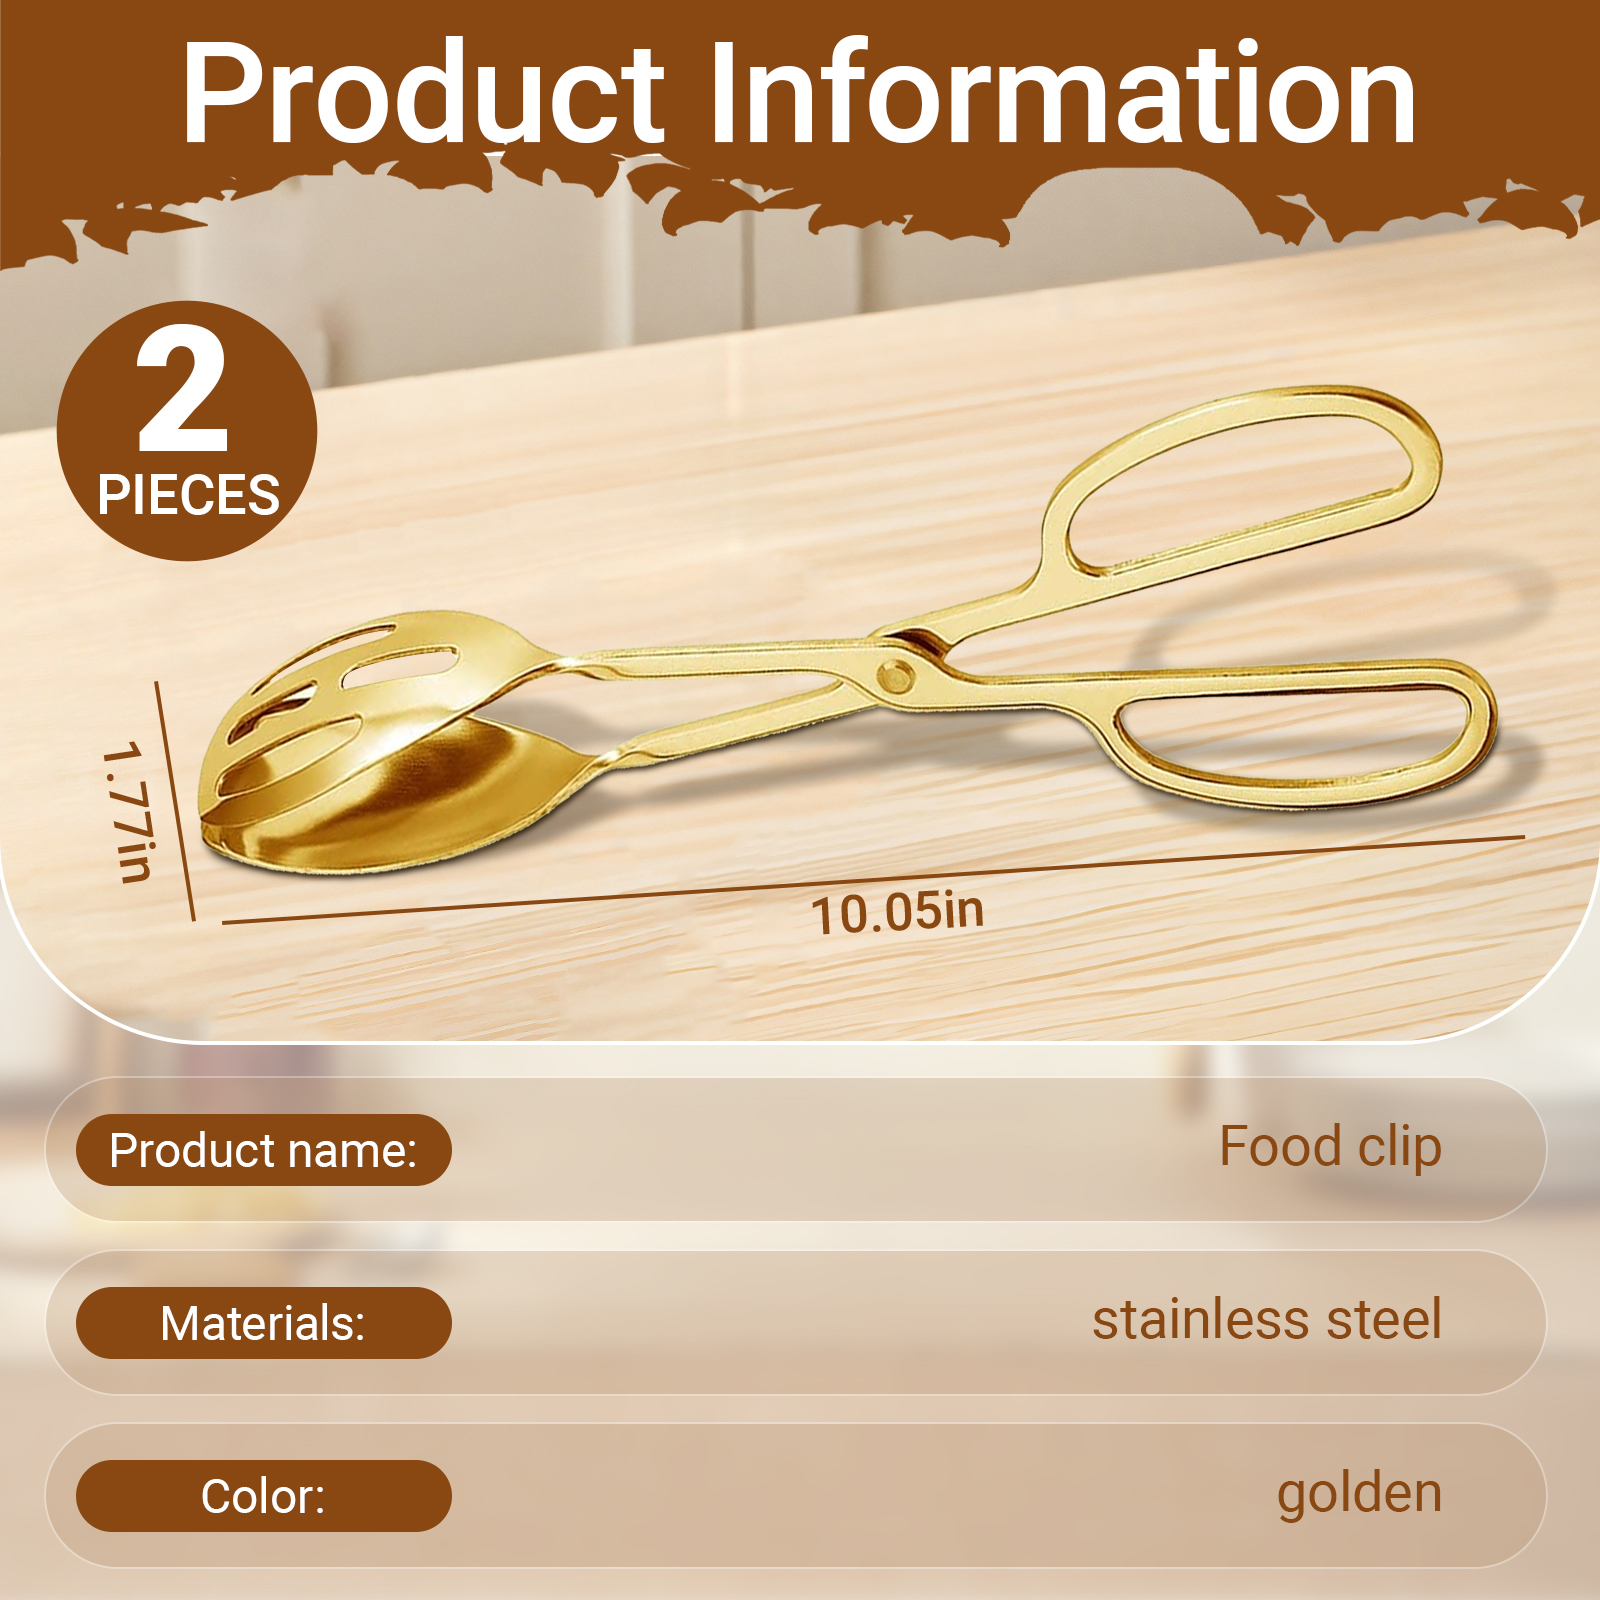 Product Information
2
PIECES
1.77in
10.05in
Product name:
Food clip
Materials:
stainless steel
Color:
golden